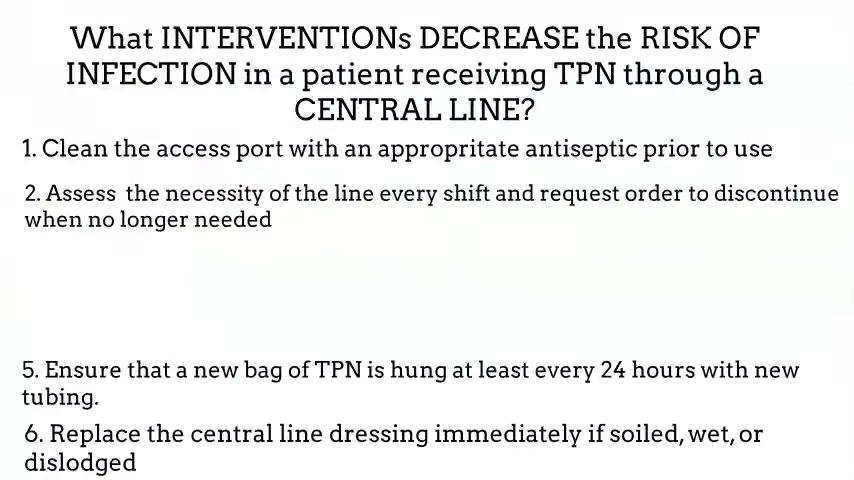 What INTERVENTIONs DECREASE the RISK OF
INFECTION in a patient receiving TPN through a
CENTRAL LINE?
1. Clean the access port with an appropritate antiseptic prior to use
2. Assess the necessity of the line every shift and request order to discontinue
when no longer needed
5. Ensure that a new bag of TPN is hung at least every 24 hours with new
tubing.
6. Replace the central line dressing immediately if soiled, wet, or
dislodged